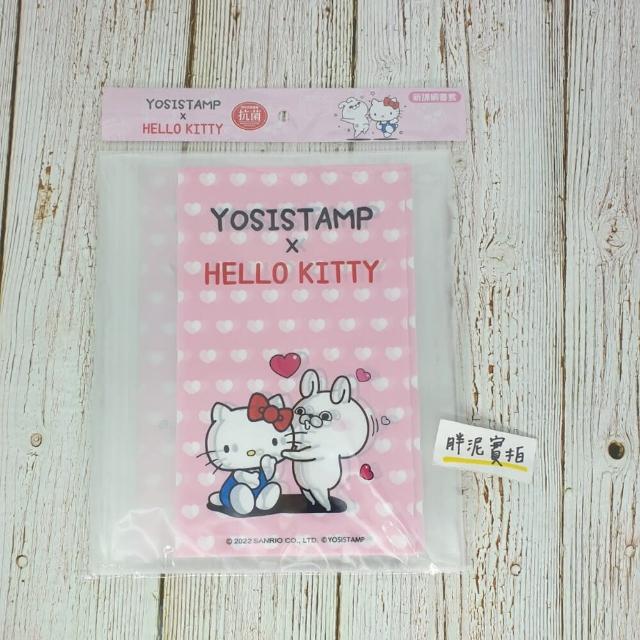 YOSISTAMP
x
HELLO KITTY
抗菌
YOSISTAMP
x
HELLO KITTY
© 2022 SANRIO CO., LTD. © YOSISTAMP
胖泥實拍